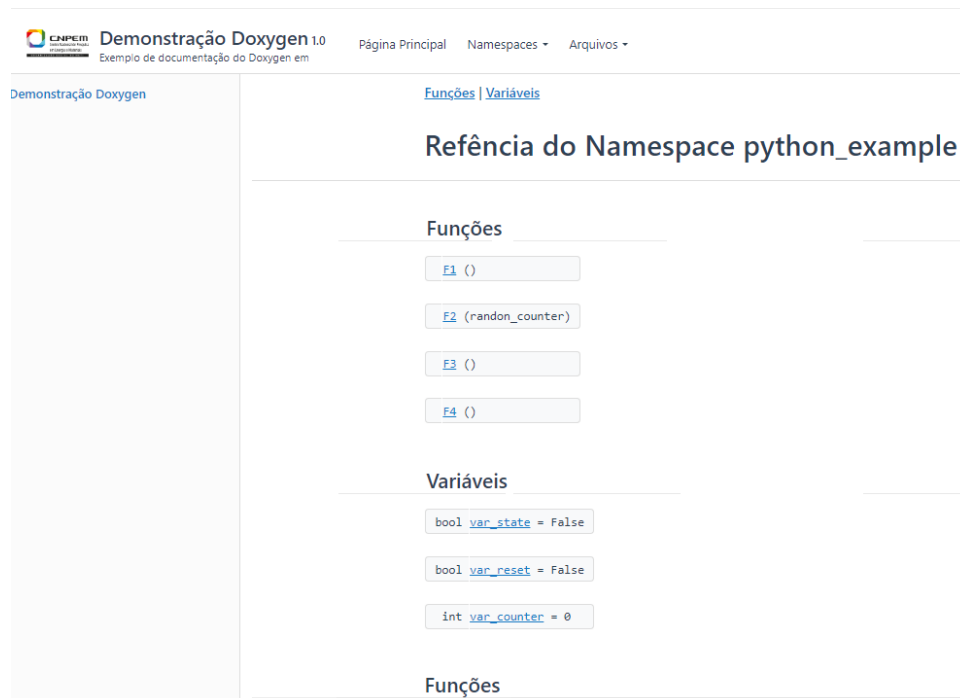 CNPEM
Demonstração Doxygen 1.0
Exemplo de documentação do Doxygen em
Página Principal Namespaces Arquivos
Demonstração Doxygen
Funções | Variáveis
Refência do Namespace python_example
Funções
F1 ()
F2 (randon_counter)
F3 ()
F4 ()
Variáveis
bool var_state = False
bool var_reset = False
int var_counter = 0
Funções